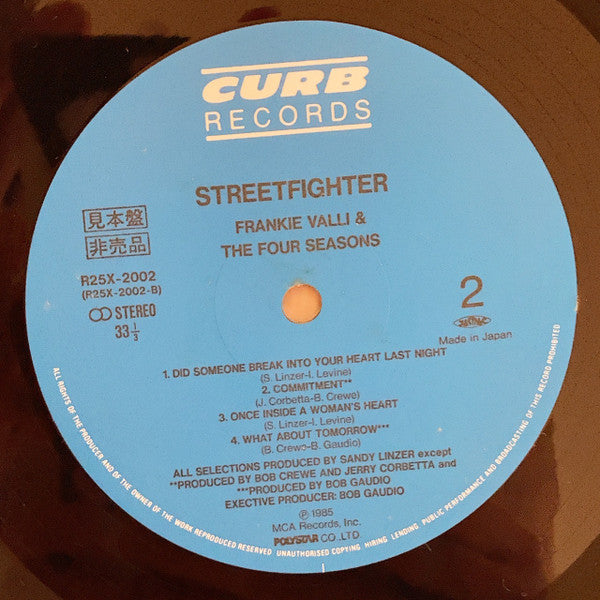 CURB
RECORDS
STREETFIGHTER
FRANKIE VALLI &
THE FOUR SEASONS
見本盤
非売品
R25X-2002
(R25X-2002-B)
STEREO
33 1/3
2
Made in Japan
1. DID SOMEONE BREAK INTO YOUR HEART LAST NIGHT
(S. Linzer-I. Levine)
2. COMMITMENT**
(J. Corbetta-B. Crewe)
3. ONCE INSIDE A WOMAN'S HEART
(S. Linzer-I. Levine)
4. WHAT ABOUT TOMORROW***
(B. Crewe-B. Gaudio)
ALL SELECTIONS PRODUCED BY SANDY LINZER except
**PRODUCED BY BOB CREWE AND JERRY CORBETTA and
***PRODUCED BY BOB GAUDIO
EXECTIVE PRODUCER: BOB GAUDIO
℗ 1985
MCA Records, Inc.
POLYSTAR CO., LTD.
ALL RIGHTS OF THE PRODUCER AND OF THE OWNER OF THE WORK REPRODUCED RESERVED UNAUTHORISED COPYING HIRING LENDING PUBLIC PERFORMANCE AND BROADCASTING OF THIS RECORD PROHIBITED